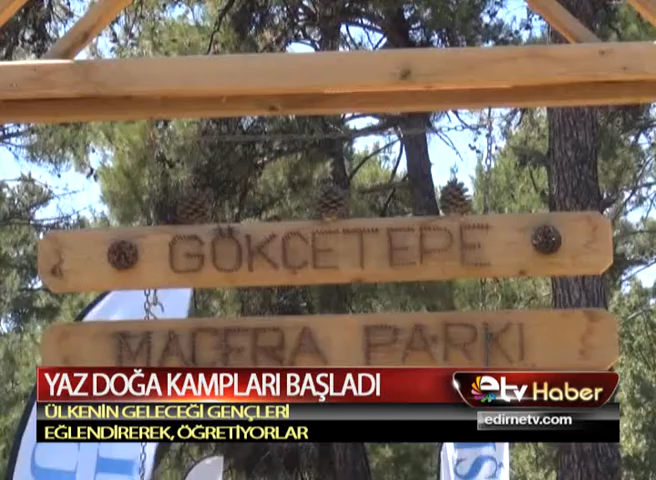 GÖKÇETEPE
MACERA PARKI
YAZ DOĞA KAMPLARI BAŞLADI
etv Haber
ÜLKENİN GELECEĞİ GENÇLERİ
edirnetv.com
EĞLENDİREREK, ÖĞRETİYORLAR